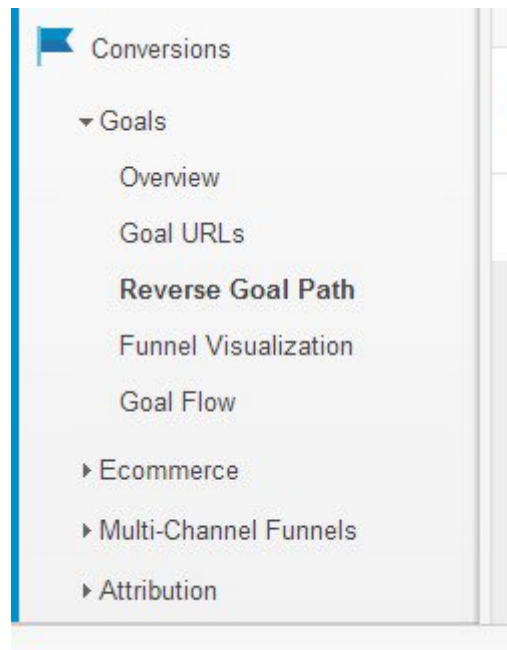 Conversions
Goals
Overview
Goal URLs
Reverse Goal Path
Funnel Visualization
Goal Flow
Ecommerce
Multi-Channel Funnels
Attribution